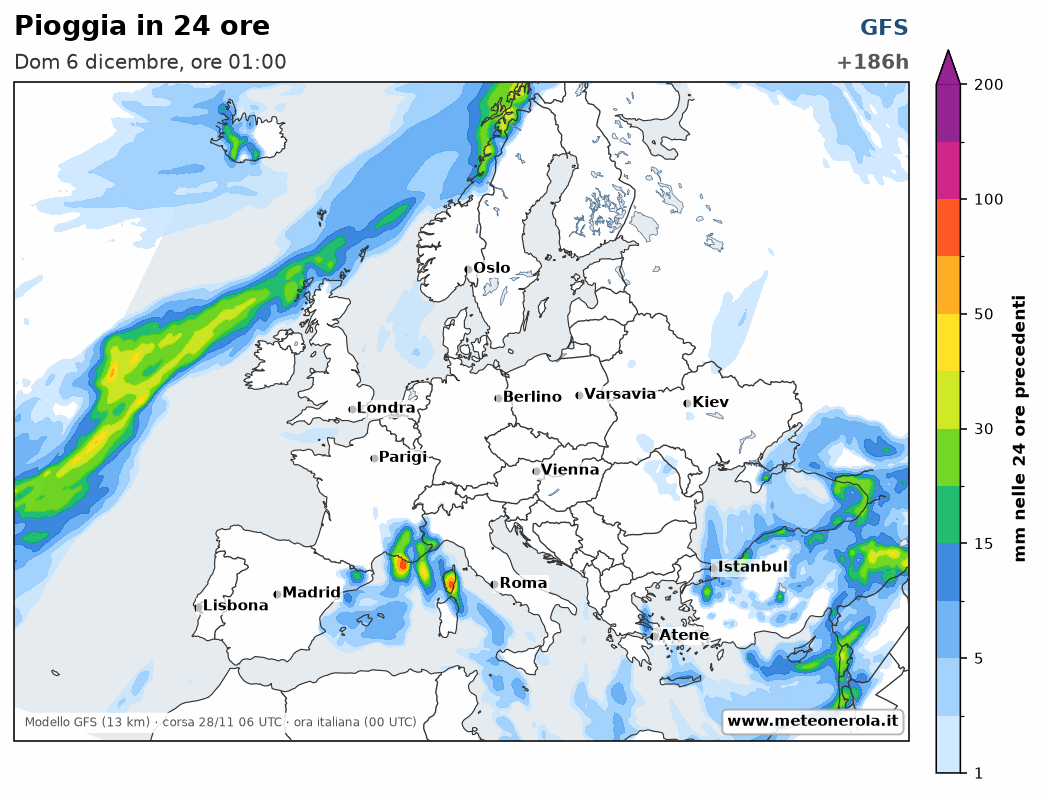 Pioggia in 24 ore
GFS
Dom 6 dicembre, ore 01:00
+186h
200
100
50
30
15
5
1
mm nelle 24 ore precedenti
Oslo
Berlino
Varsavia
Kiev
Londra
Parigi
Vienna
Istanbul
Roma
Madrid
Lisbona
Atene
Modello GFS (13 km) · corsa 28/11 06 UTC · ora italiana (00 UTC)
www.meteonerola.it